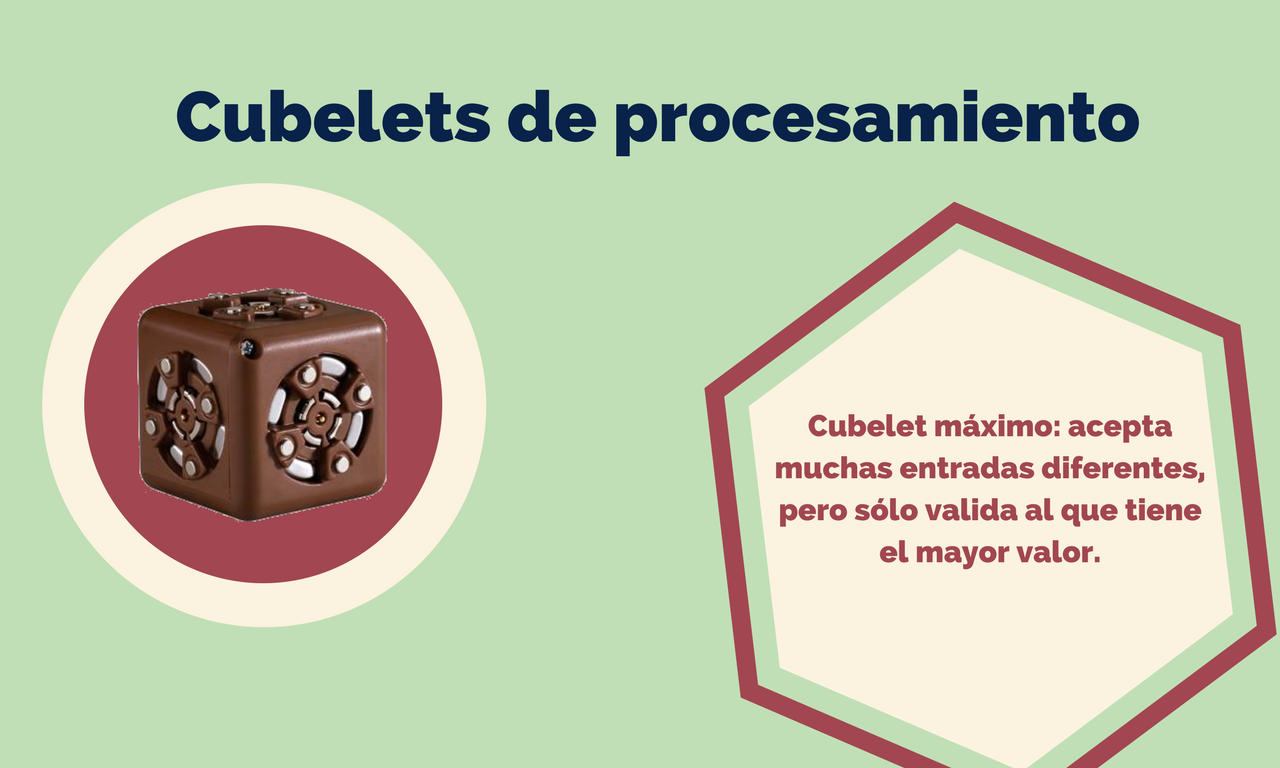 Cubelets de procesamiento
Cubelet máximo: acepta
muchas entradas diferentes,
pero sólo valida al que tiene
el mayor valor.